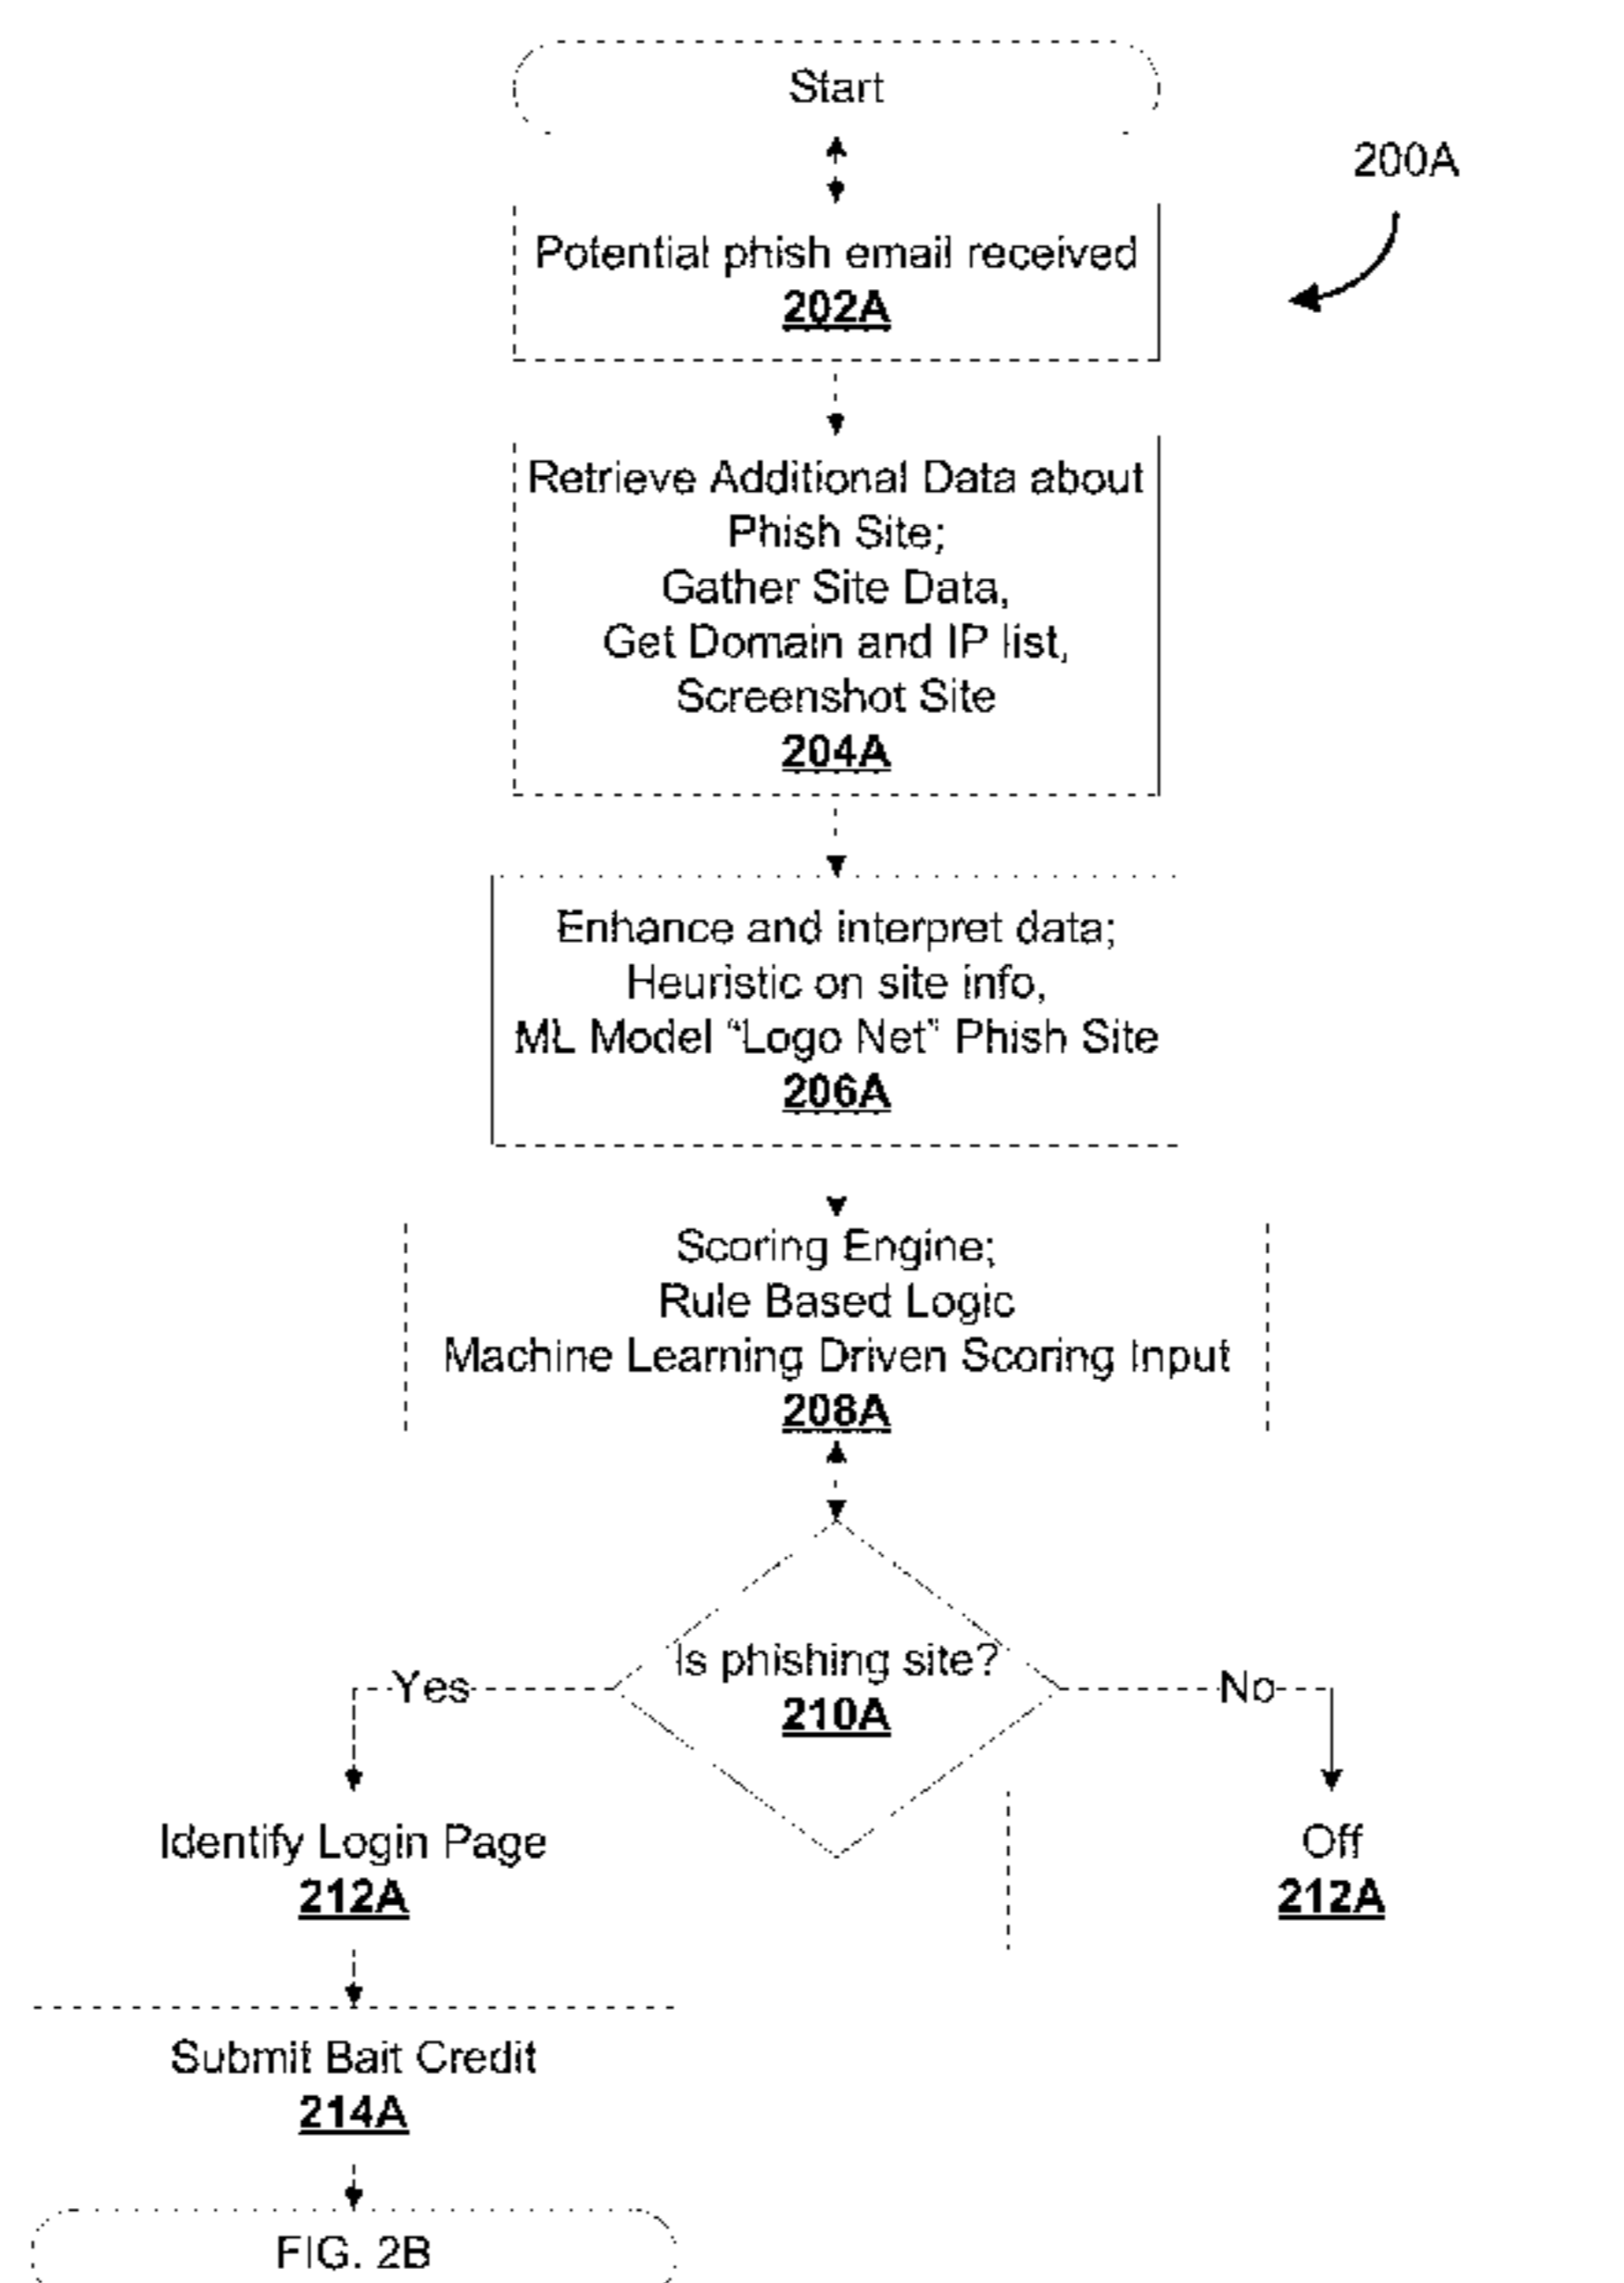 Start
200A
Potential phish email received
202A
Retrieve Additional Data about
Phish Site;
Gather Site Data,
Get Domain and IP list,
Screenshot Site
204A
Enhance and interpret data;
Heuristic on site info,
ML Model “Logo Net” Phish Site
206A
Scoring Engine;
Rule Based Logic
Machine Learning Driven Scoring Input
208A
Is phishing site?
210A
Yes
No
Identify Login Page
212A
Off
212A
Submit Bait Credit
214A
FIG. 2B